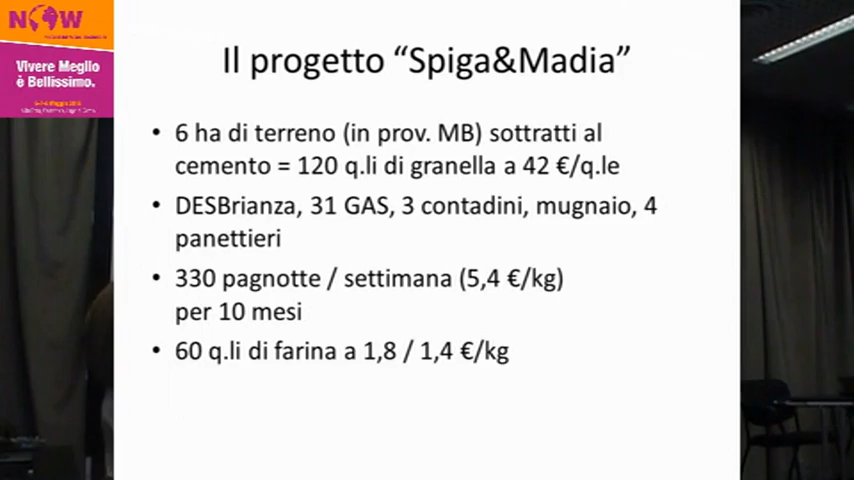 NOW
Vivere Meglio
è Bellissimo.
Il progetto “Spiga&Madia”
• 6 ha di terreno (in prov. MB) sottratti al
cemento = 120 q.li di granella a 42 €/q.le
• DESBrianza, 31 GAS, 3 contadini, mugnaio, 4
panettieri
• 330 pagnotte / settimana (5,4 €/kg)
per 10 mesi
• 60 q.li di farina a 1,8 / 1,4 €/kg